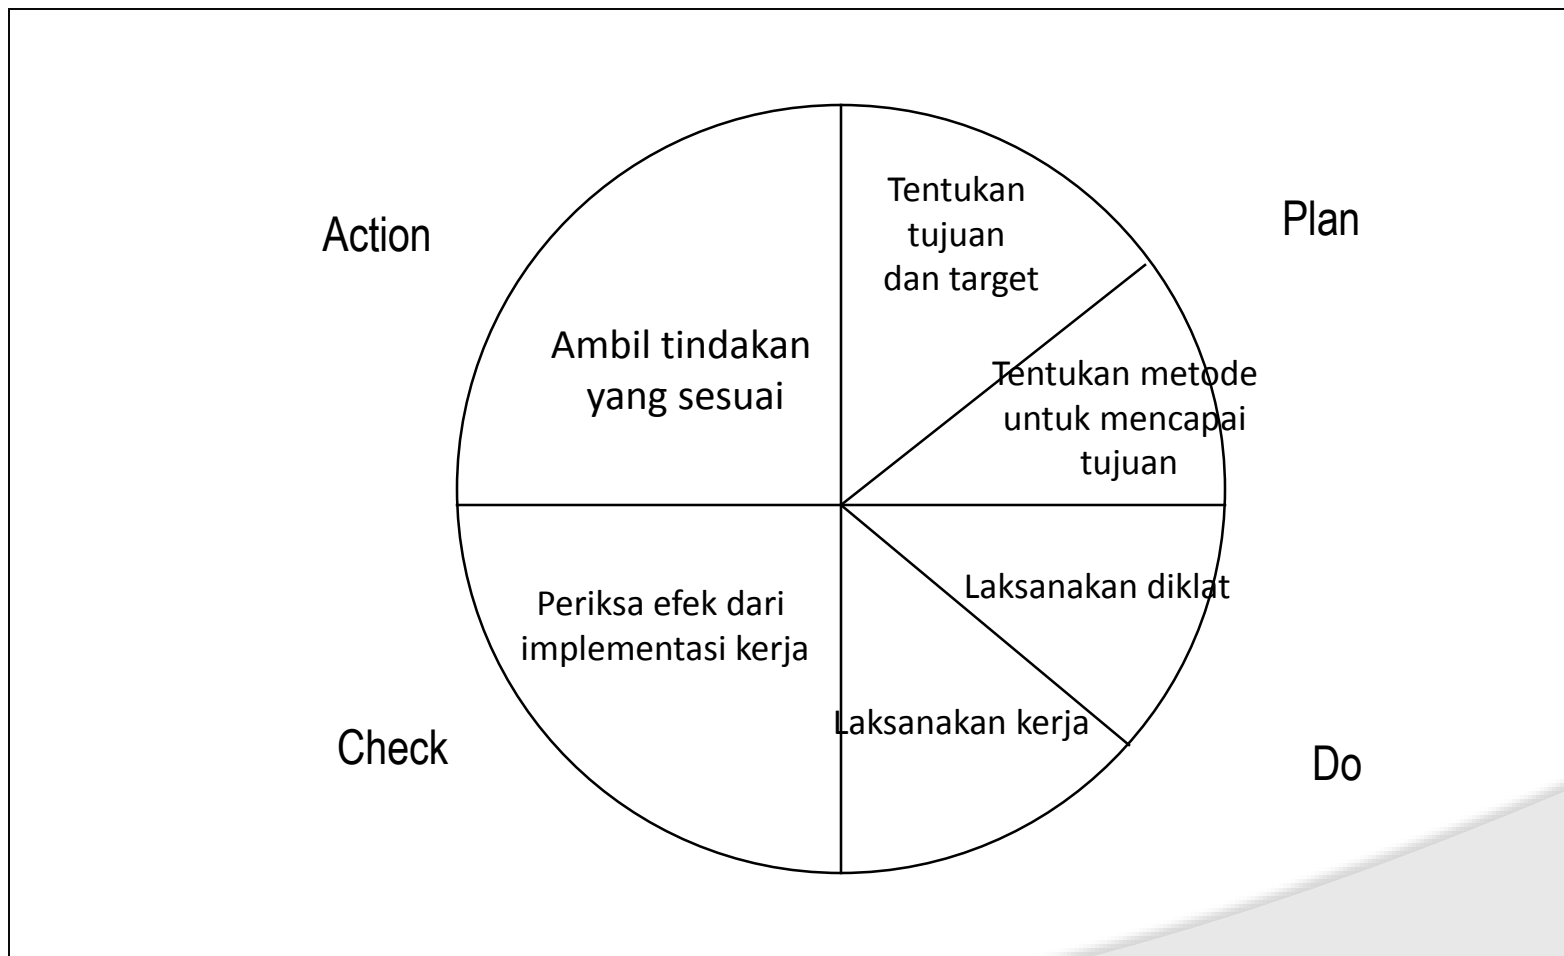 Action
Plan
Tentukan
tujuan
dan target
Ambil tindakan
yang sesuai
Tentukan metode
untuk mencapai
tujuan
Laksanakan diklat
Periksa efek dari
implementasi kerja
Laksanakan kerja
Check
Do